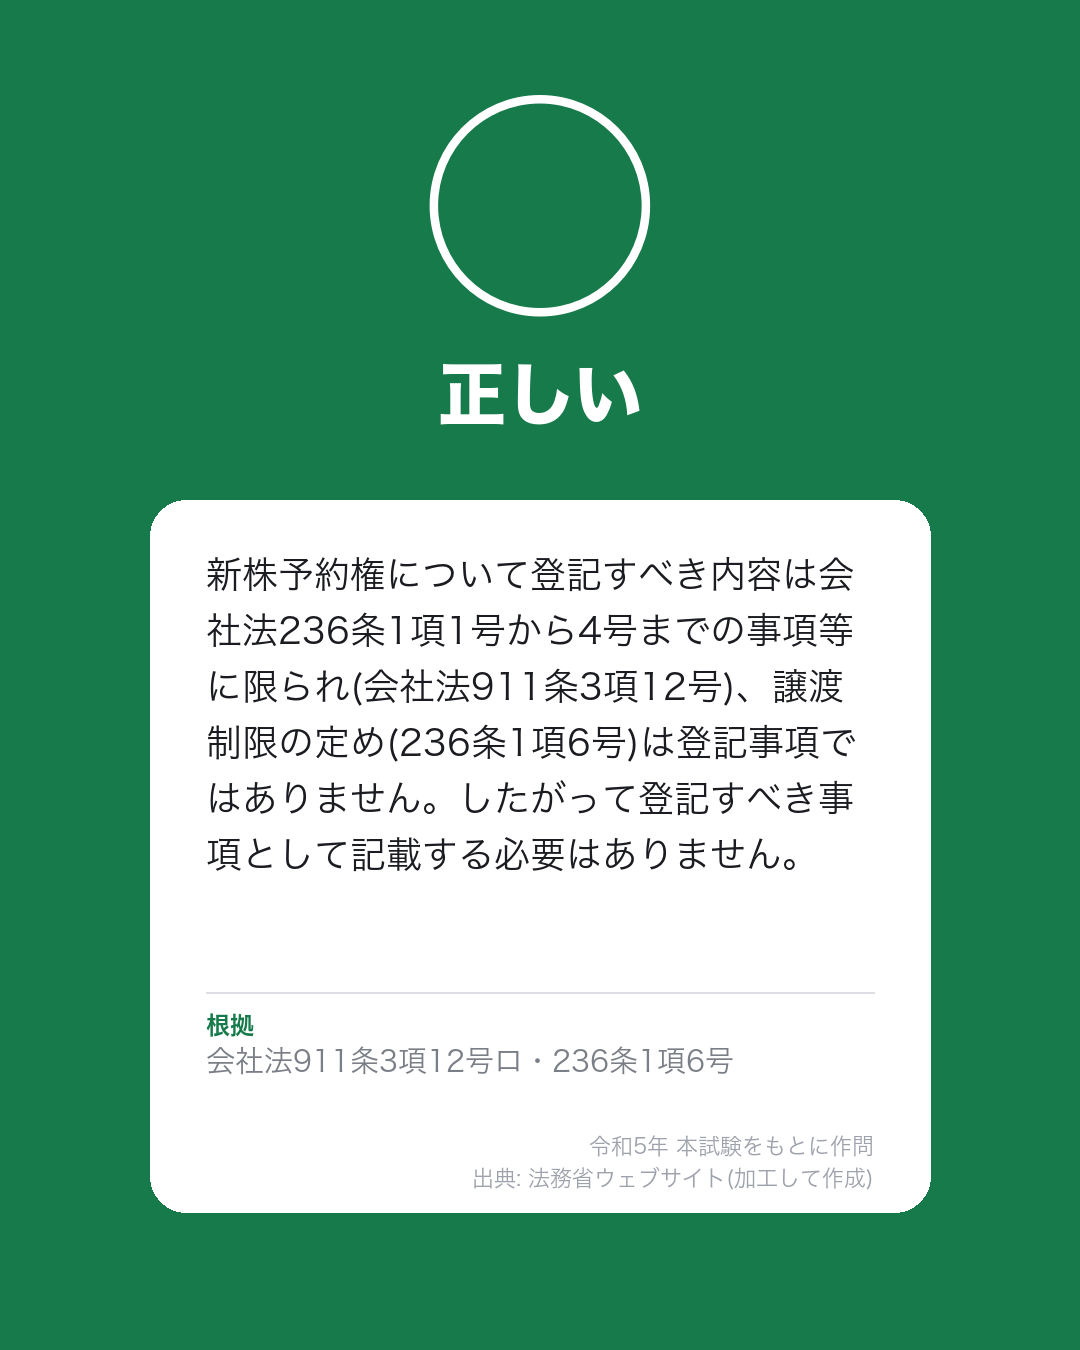 正しい
新株予約権について登記すべき内容は会
社法236条1項1号から4号までの事項等
に限られ(会社法911条3項12号)、譲渡
制限の定め(236条1項6号)は登記事項で
はありません。したがって登記すべき事
項として記載する必要はありません。
根拠
会社法911条3項12号ロ・236条1項6号
令和5年 本試験をもとに作問
出典: 法務省ウェブサイト(加工して作成)